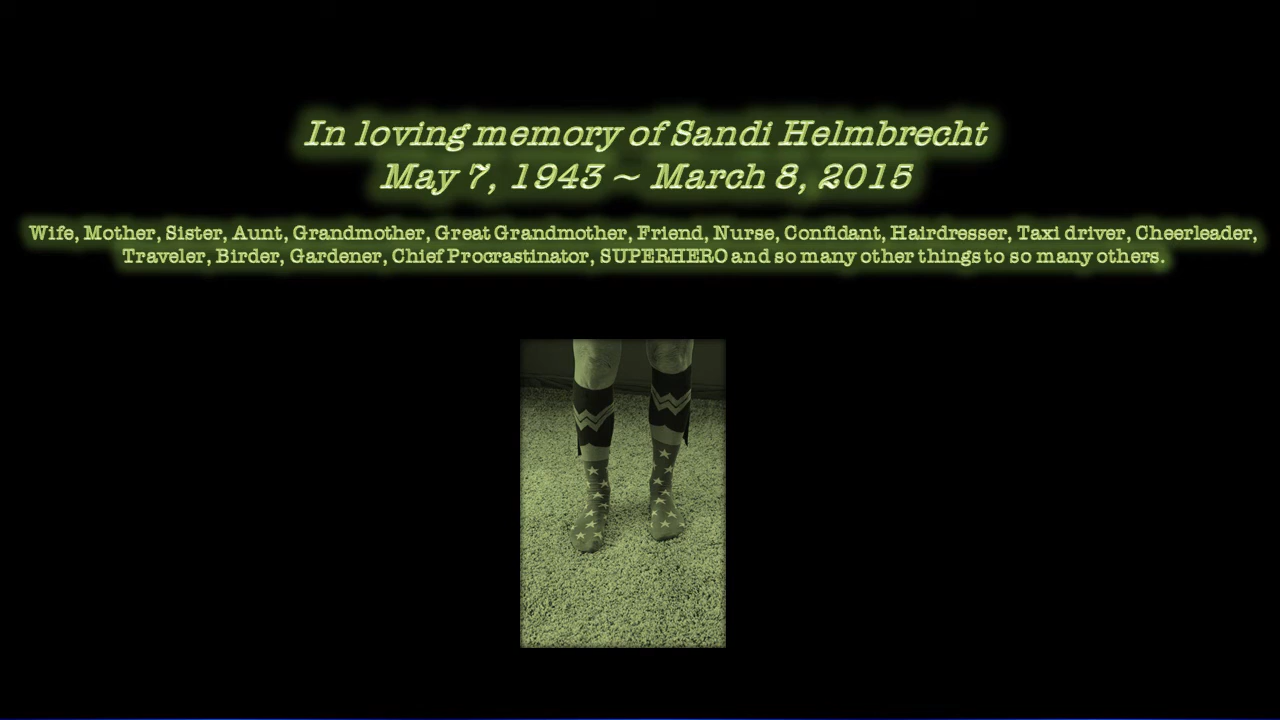 In loving memory of Sandi Helmbrecht
May 7, 1943 ~ March 8, 2015
Wife, Mother, Sister, Aunt, Grandmother, Great Grandmother, Friend, Nurse, Confidant, Hairdresser, Taxi driver, Cheerleader,
Traveler, Birder, Gardener, Chief Procrastinator, SUPERHERO and so many other things to so many others.